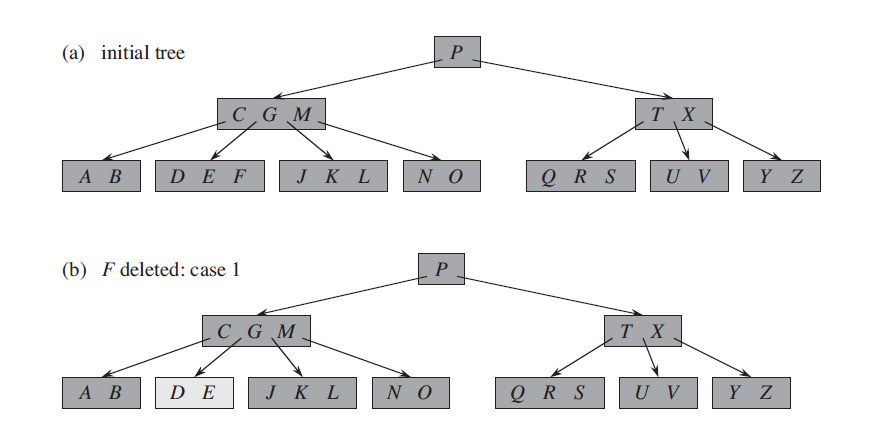 (a) initial tree
P
C G M
T X
A B
D E F
J K L
N O
Q R S
U V
Y Z
(b) F deleted: case 1
P
C G M
T X
A B
D E
J K L
N O
Q R S
U V
Y Z